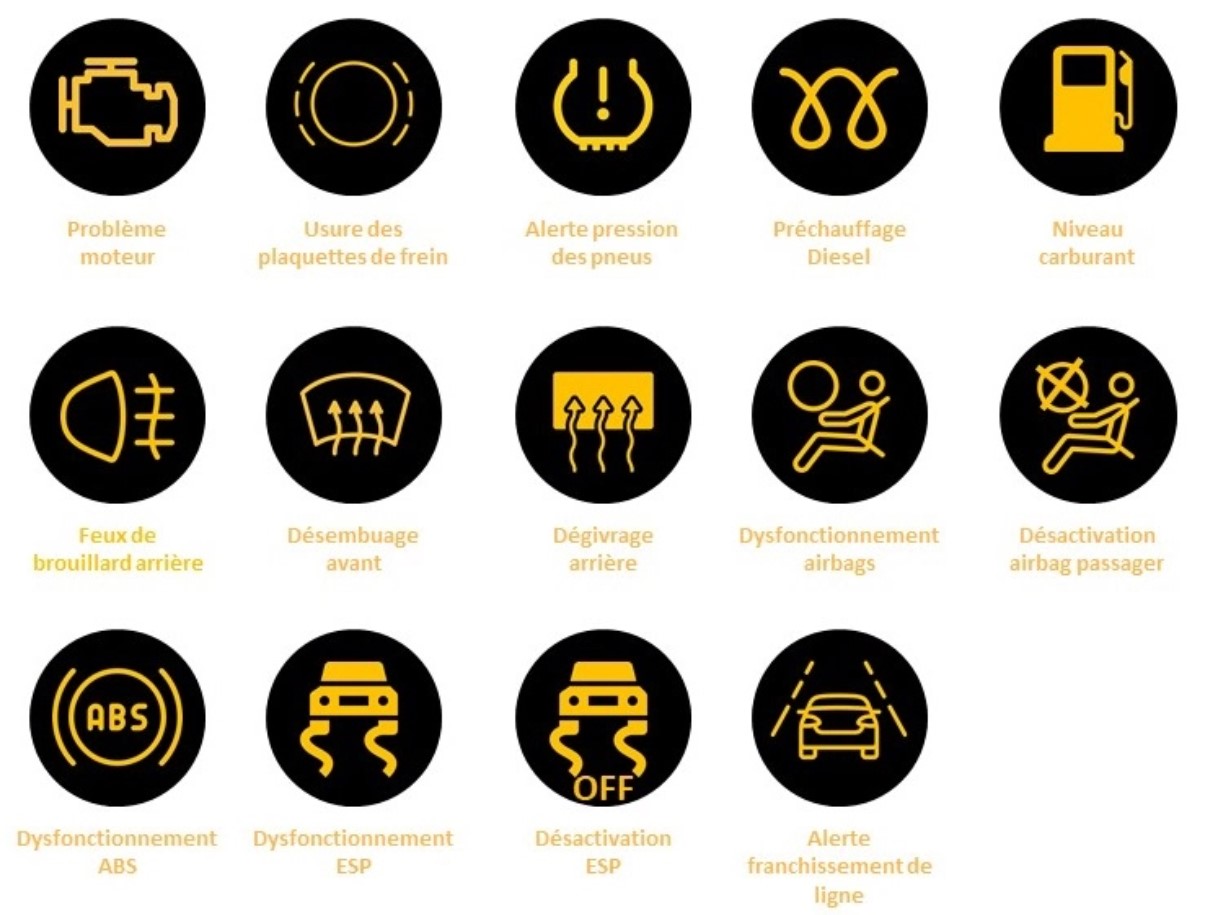 Problème
moteur
Usure des
plaquettes de frein
Alerte pression
des pneus
Préchauffage
Diesel
Niveau
carburant
Feux de
brouillard arrière
Désembuage
avant
Dégivrage
arrière
Dysfonctionnement
airbags
Désactivation
airbag passager
ABS
Dysfonctionnement
ABS
Dysfonctionnement
ESP
OFF
Désactivation
ESP
Alerte
franchissement de
ligne